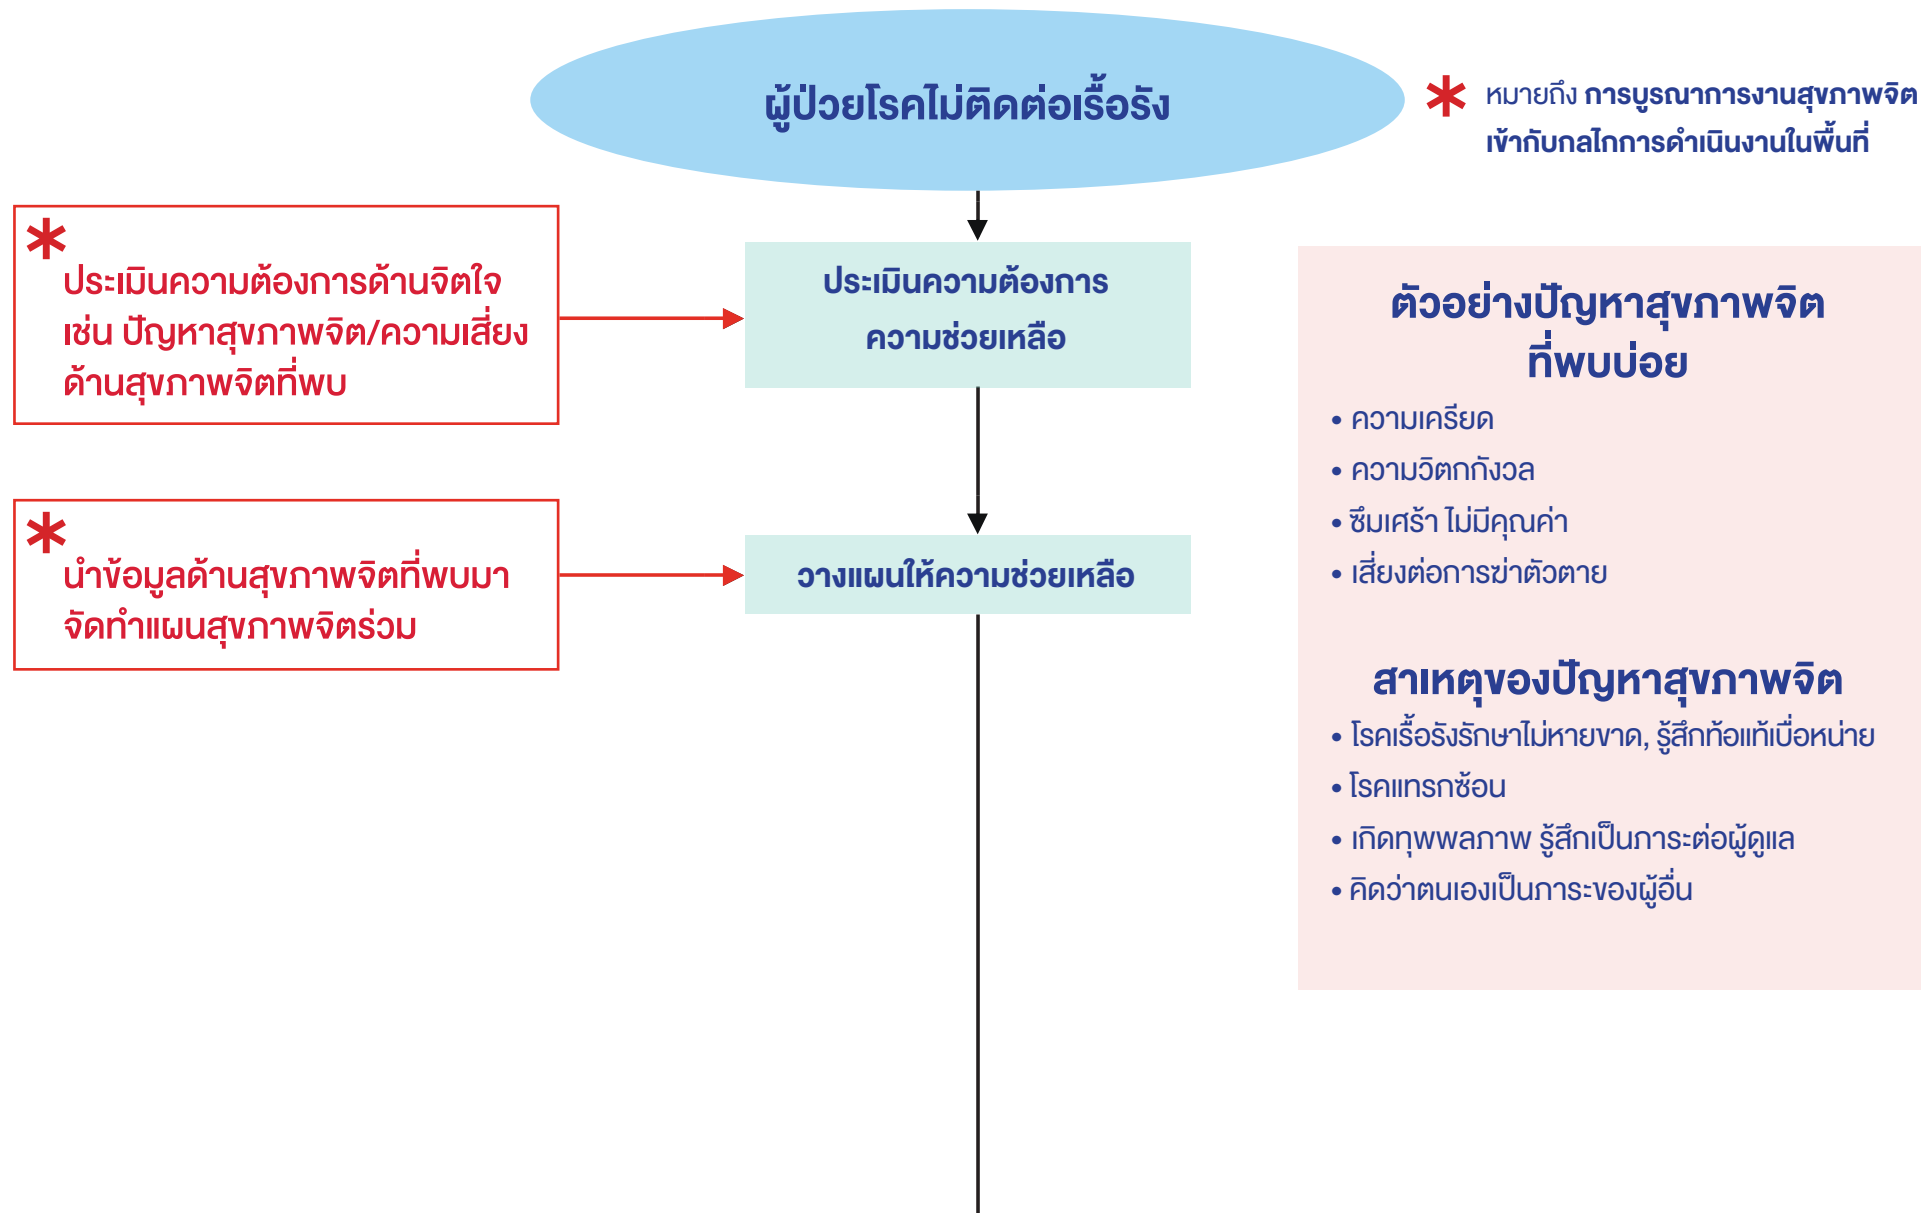 ผู้ป่วยโรคไม่ติดต่อเรื้อรัง
* หมายถึง การบูรณาการงานสุขภาพจิต
เข้ากับกลไกการดำเนินงานในพื้นที่
*
ประเมินความต้องการด้านจิตใจ
เช่น ปัญหาสุขภาพจิต/ความเสี่ยง
ด้านสุขภาพจิตที่พบ
ประเมินความต้องการ
ความช่วยเหลือ
*
นำข้อมูลด้านสุขภาพจิตที่พบมา
จัดทำแผนสุขภาพจิตร่วม
วางแผนให้ความช่วยเหลือ
ตัวอย่างปัญหาสุขภาพจิต
ที่พบบ่อย
• ความเครียด
• ความวิตกกังวล
• ซึมเศร้า ไม่มีคุณค่า
• เสี่ยงต่อการฆ่าตัวตาย
สาเหตุของปัญหาสุขภาพจิต
• โรคเรื้อรังรักษาไม่หายขาด, รู้สึกท้อแท้เบื่อหน่าย
• โรคแทรกซ้อน
• เกิดทุพพลภาพ รู้สึกเป็นภาระต่อผู้ดูแล
• คิดว่าตนเองเป็นภาระของผู้อื่น